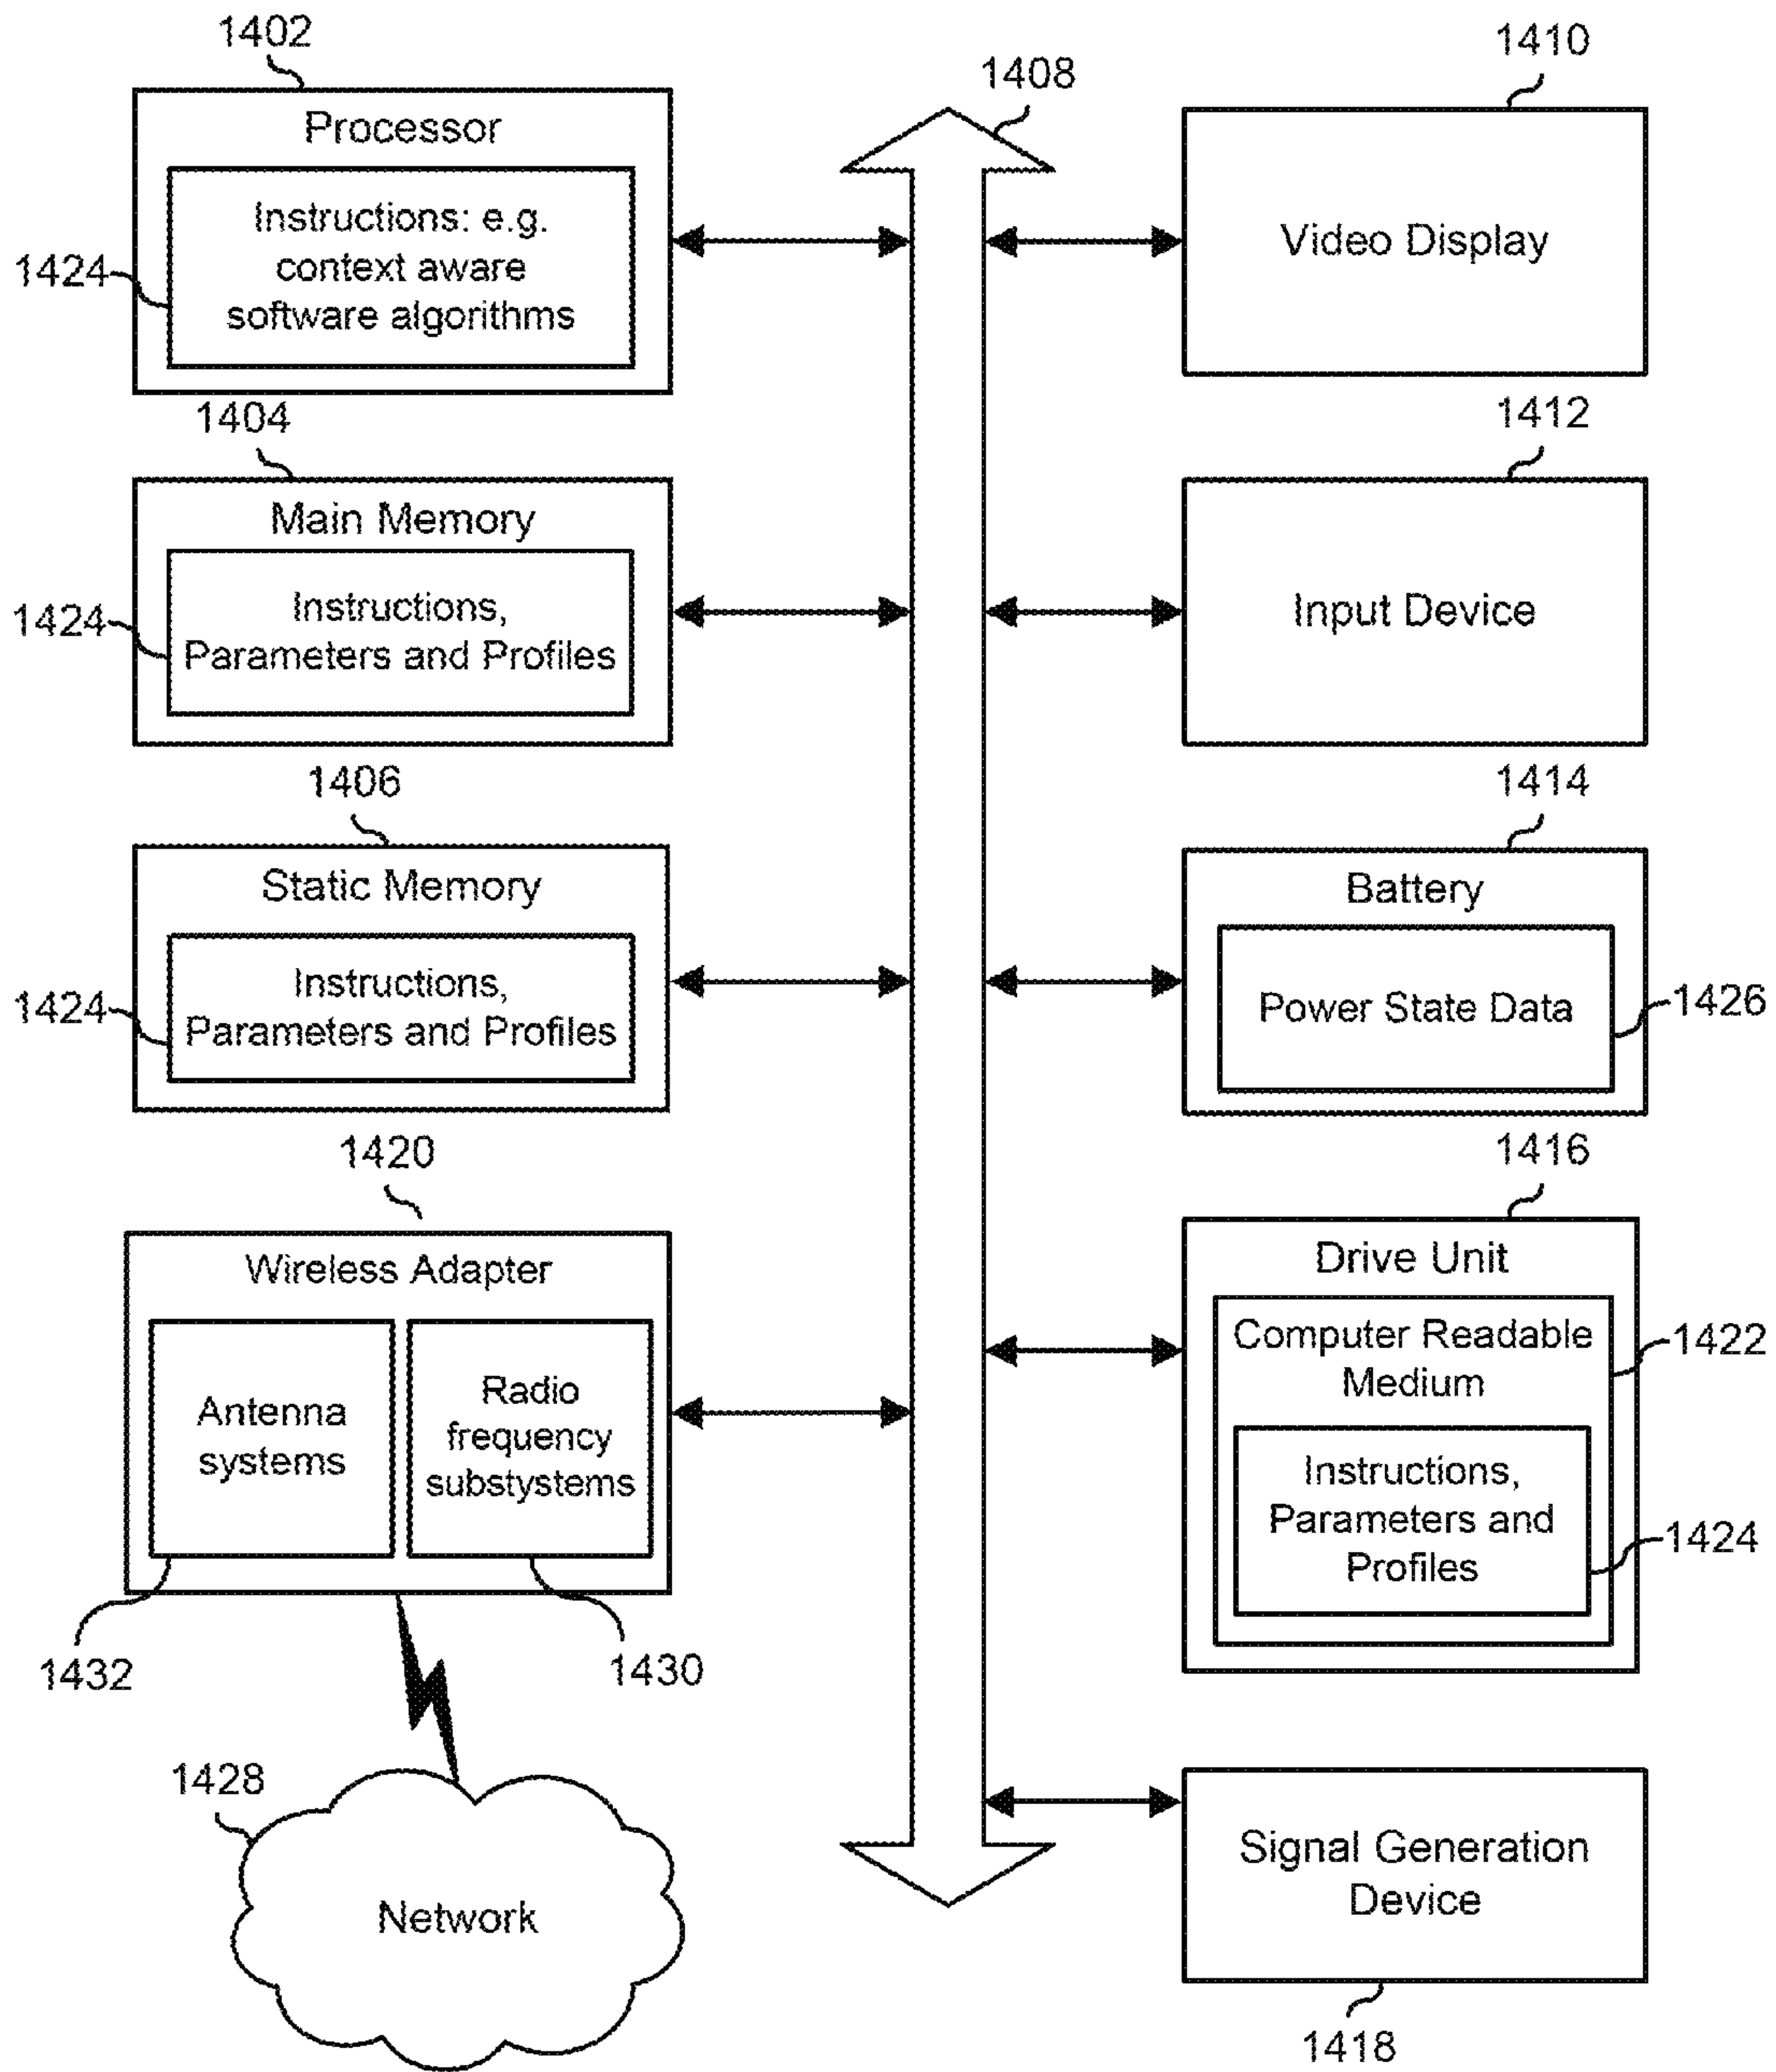 1402
Processor
Instructions: e.g.
context aware
software algorithms
1424
1404
Main Memory
Instructions,
Parameters and Profiles
1424
1406
Static Memory
Instructions,
Parameters and Profiles
1424
1420
Wireless Adapter
Antenna
systems
Radio
frequency
substystems
1432
1430
1428
Network
1408
1410
Video Display
1412
Input Device
1414
Battery
Power State Data
1426
1416
Drive Unit
Computer Readable
Medium
1422
Instructions,
Parameters and
Profiles
1424
Signal Generation
Device
1418